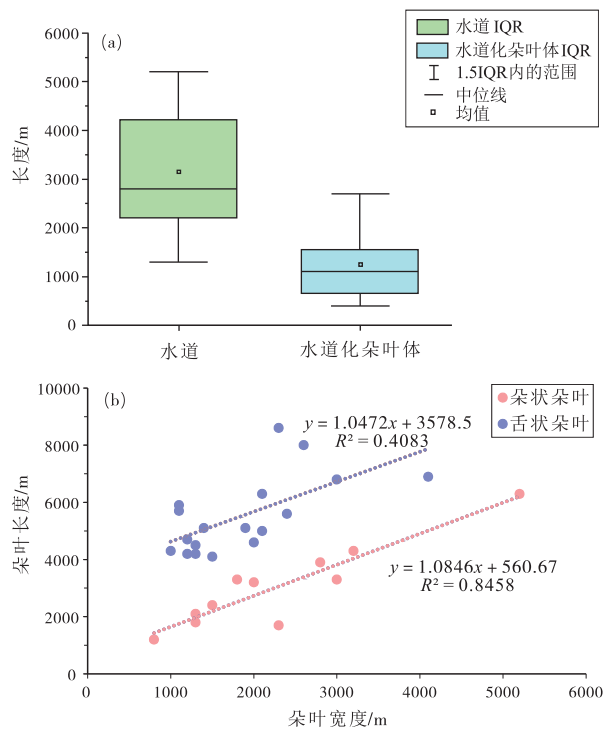 (a)
水道IQR
水道化朵叶体IQR
1.5IQR内的范围
中位线
均值
长度/m
6000
5000
4000
3000
2000
1000
0
水道
水道化朵叶体
(b)
朵状朵叶
舌状朵叶
y = 1.0472x + 3578.5
R² = 0.4083
y = 1.0846x + 560.67
R² = 0.8458
朵叶长度/m
10000
8000
6000
4000
2000
0
0 1000 2000 3000 4000 5000 6000
朵叶宽度/m